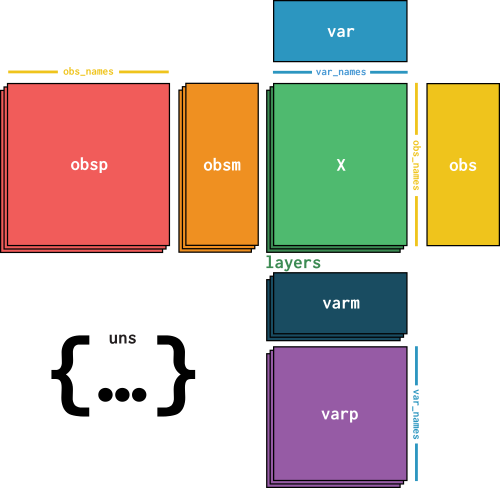 var
obs_names
var_names
obsp
obsm
X
obs_names
obs
layers
varm
uns
{...}
varp
var_names